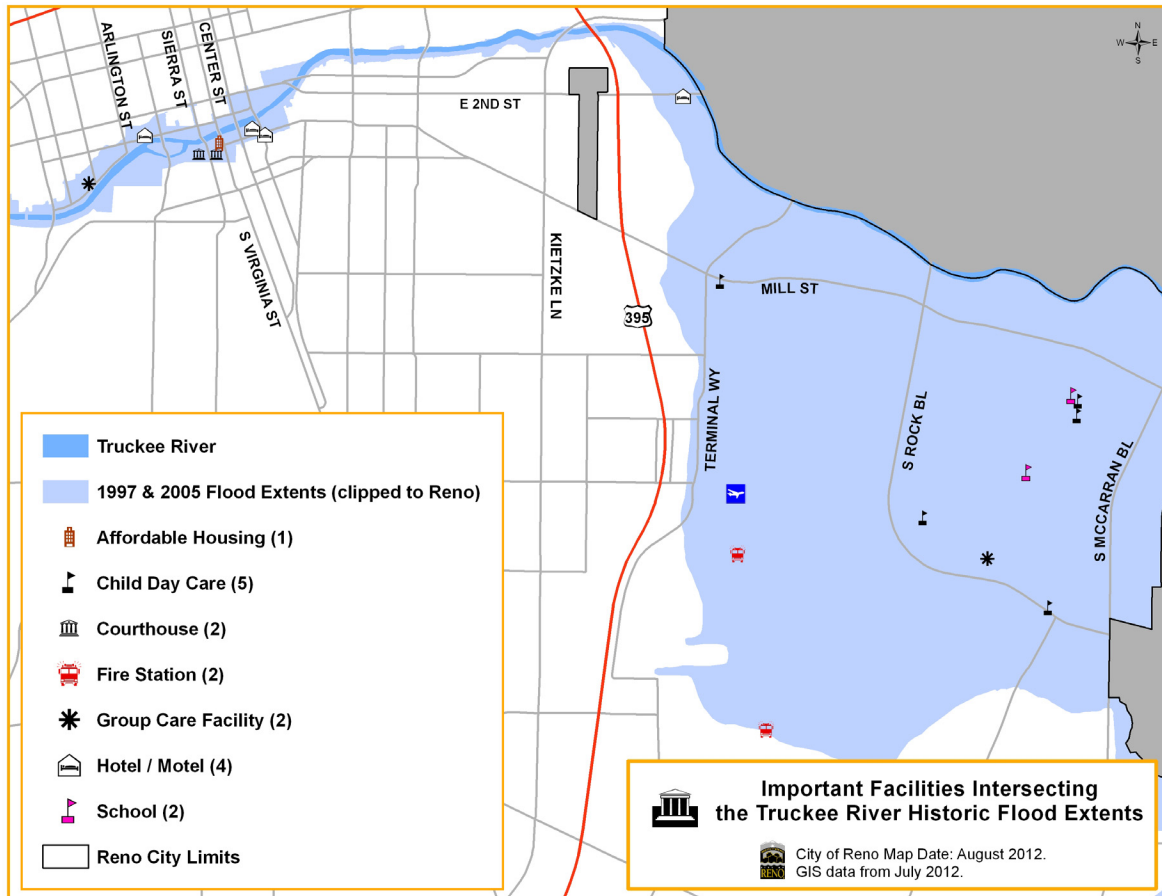 ARLINGTON ST
SIERRA ST
CENTER ST
N
W E
S
E 2ND ST
S VIRGINIA ST
KIETZKE LN
395
MILL ST
TERMINAL WY
S ROCK BL
S MCCARRAN BL
Truckee River
1997 & 2005 Flood Extents (clipped to Reno)
Affordable Housing (1)
Child Day Care (5)
Courthouse (2)
Fire Station (2)
Group Care Facility (2)
Hotel / Motel (4)
School (2)
Reno City Limits
Important Facilities Intersecting
the Truckee River Historic Flood Extents
City of Reno Map Date: August 2012.
GIS data from July 2012.
RENO